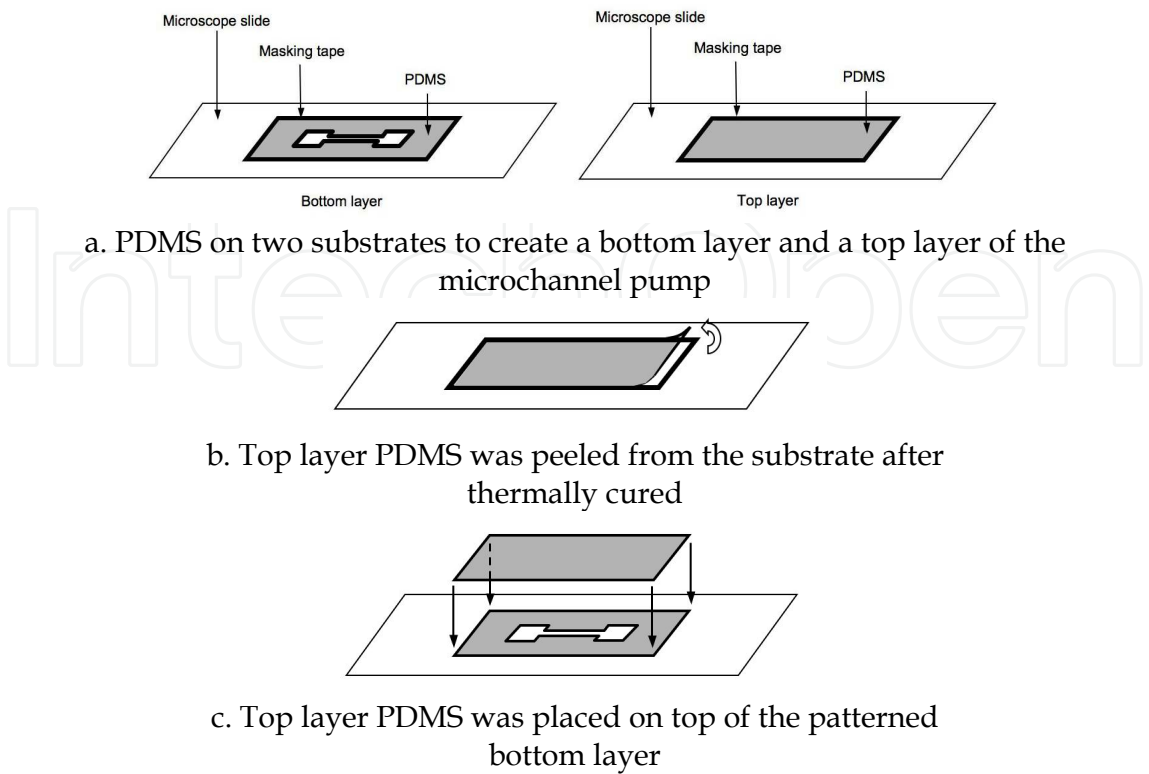 Microscope slide
Masking tape
PDMS
Bottom layer
Microscope slide
Masking tape
PDMS
Top layer
a. PDMS on two substrates to create a bottom layer and a top layer of the
microchannel pump
IntechOpen
b. Top layer PDMS was peeled from the substrate after
thermally cured
c. Top layer PDMS was placed on top of the patterned
bottom layer